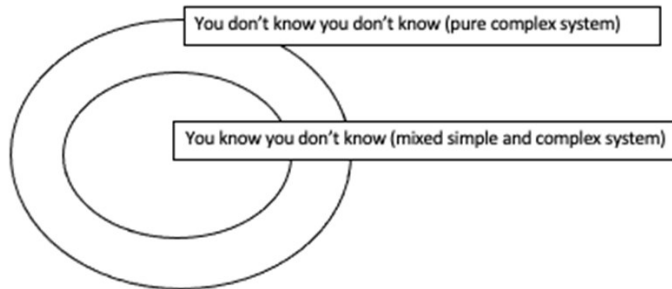 You don’t know you don’t know (pure complex system)
You know you don’t know (mixed simple and complex system)